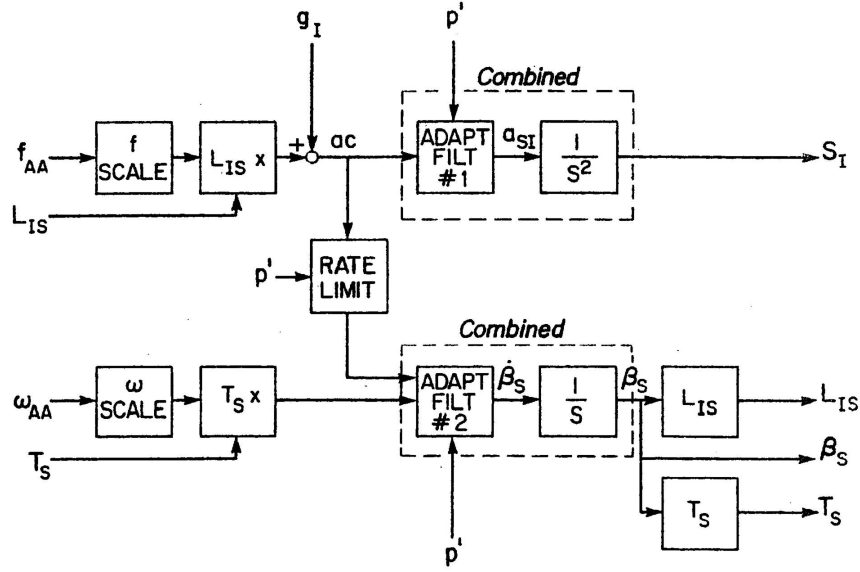 g_I
p'
Combined
f_AA
f
SCALE
L_IS x
+
ac
ADAPT
FILT
#1
a_SI
1
S²
S_I
L_IS
p'
RATE
LIMIT
Combined
ω_AA
ω
SCALE
T_S x
ADAPT
FILT
#2
β̇_S
1
S
β_S
L_IS
L_IS
T_S
β_S
T_S
T_S
p'